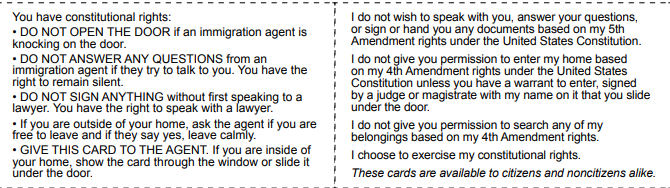 You have constitutional rights:
• DO NOT OPEN THE DOOR if an immigration agent is
knocking on the door.
• DO NOT ANSWER ANY QUESTIONS from an
immigration agent if they try to talk to you. You have the
right to remain silent.
• DO NOT SIGN ANYTHING without first speaking to a
lawyer. You have the right to speak with a lawyer.
• If you are outside of your home, ask the agent if you are
free to leave and if they say yes, leave calmly.
• GIVE THIS CARD TO THE AGENT. If you are inside of
your home, show the card through the window or slide it
under the door.
I do not wish to speak with you, answer your questions,
or sign or hand you any documents based on my 5th
Amendment rights under the United States Constitution.
I do not give you permission to enter my home based
on my 4th Amendment rights under the United States
Constitution unless you have a warrant to enter, signed
by a judge or magistrate with my name on it that you slide
under the door.
I do not give you permission to search any of my
belongings based on my 4th Amendment rights.
I choose to exercise my constitutional rights.
These cards are available to citizens and noncitizens alike.